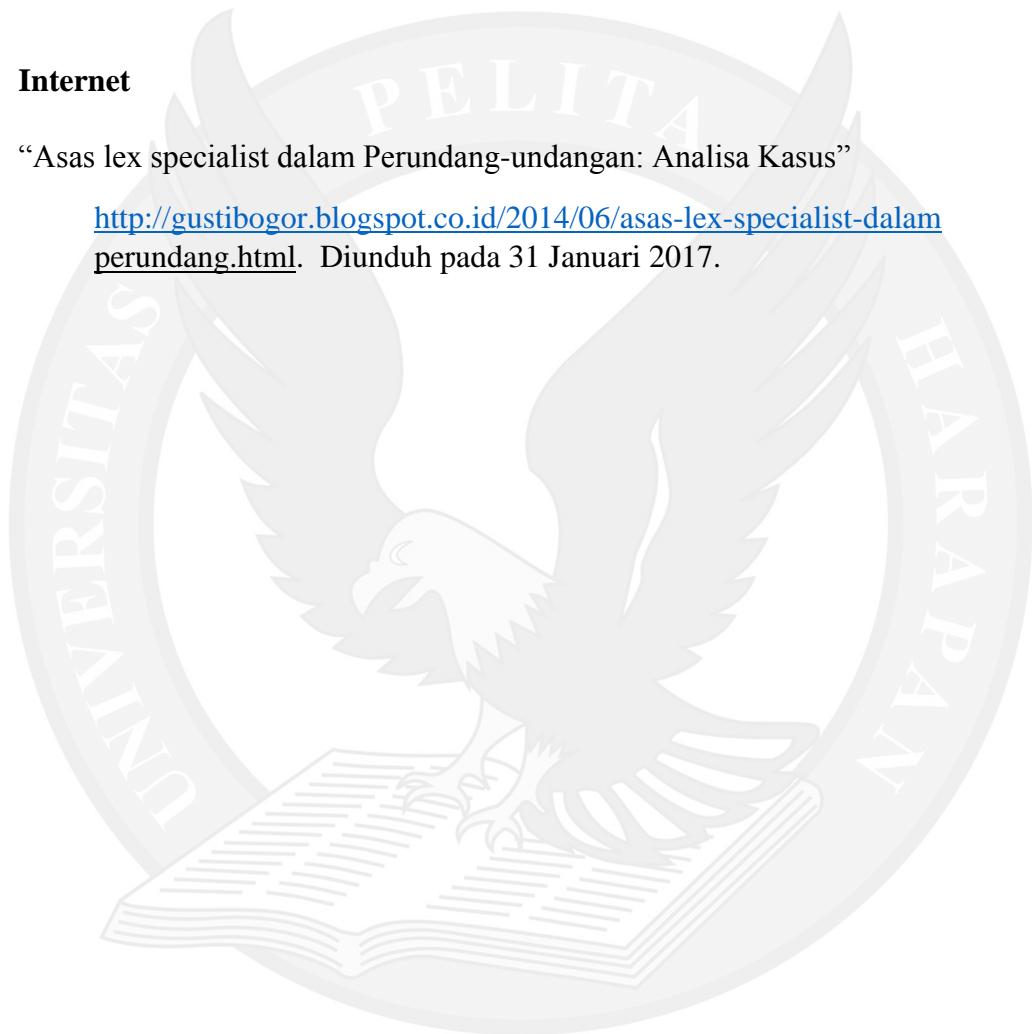 Internet
“Asas lex specialist dalam Perundang-undangan: Analisa Kasus”
http://gustibogor.blogspot.co.id/2014/06/asas-lex-specialist-dalam
perundang.html.  Diunduh pada 31 Januari 2017.
UNIVERSITAS PELITA HARAPAN